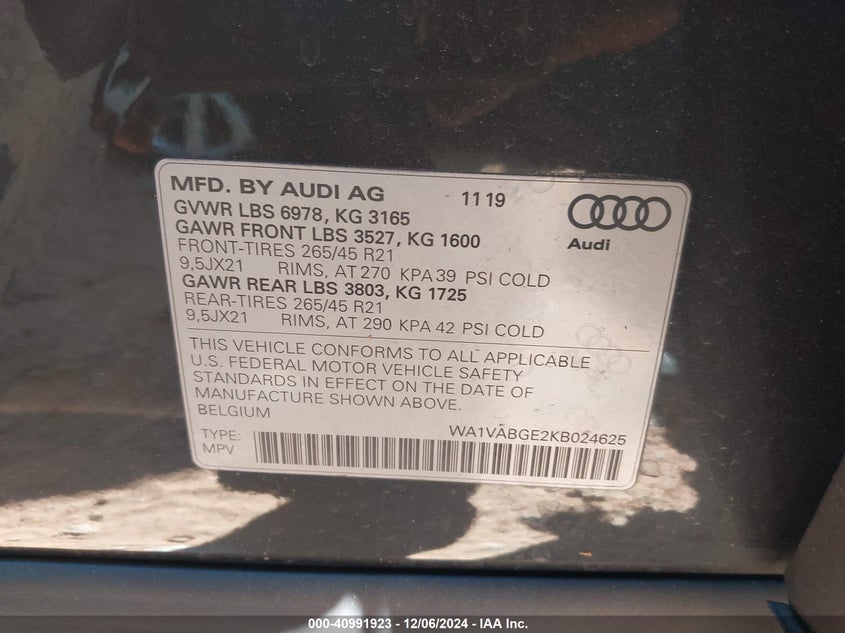 MFD. BY AUDI AG 11 19
GVWR LBS 6978, KG 3165
GAWR FRONT LBS 3527, KG 1600
Audi
FRONT-TIRES 265/45 R21
9,5JX21 RIMS, AT 270 KPA 39 PSI COLD
GAWR REAR LBS 3803, KG 1725
REAR-TIRES 265/45 R21
9,5JX21 RIMS, AT 290 KPA 42 PSI COLD
THIS VEHICLE CONFORMS TO ALL APPLICABLE
U.S. FEDERAL MOTOR VEHICLE SAFETY
STANDARDS IN EFFECT ON THE DATE OF
MANUFACTURE SHOWN ABOVE.
BELGIUM
WA1VABGE2KB024625
TYPE:
MPV
000-40991923 - 12/06/2024 - IAA Inc.